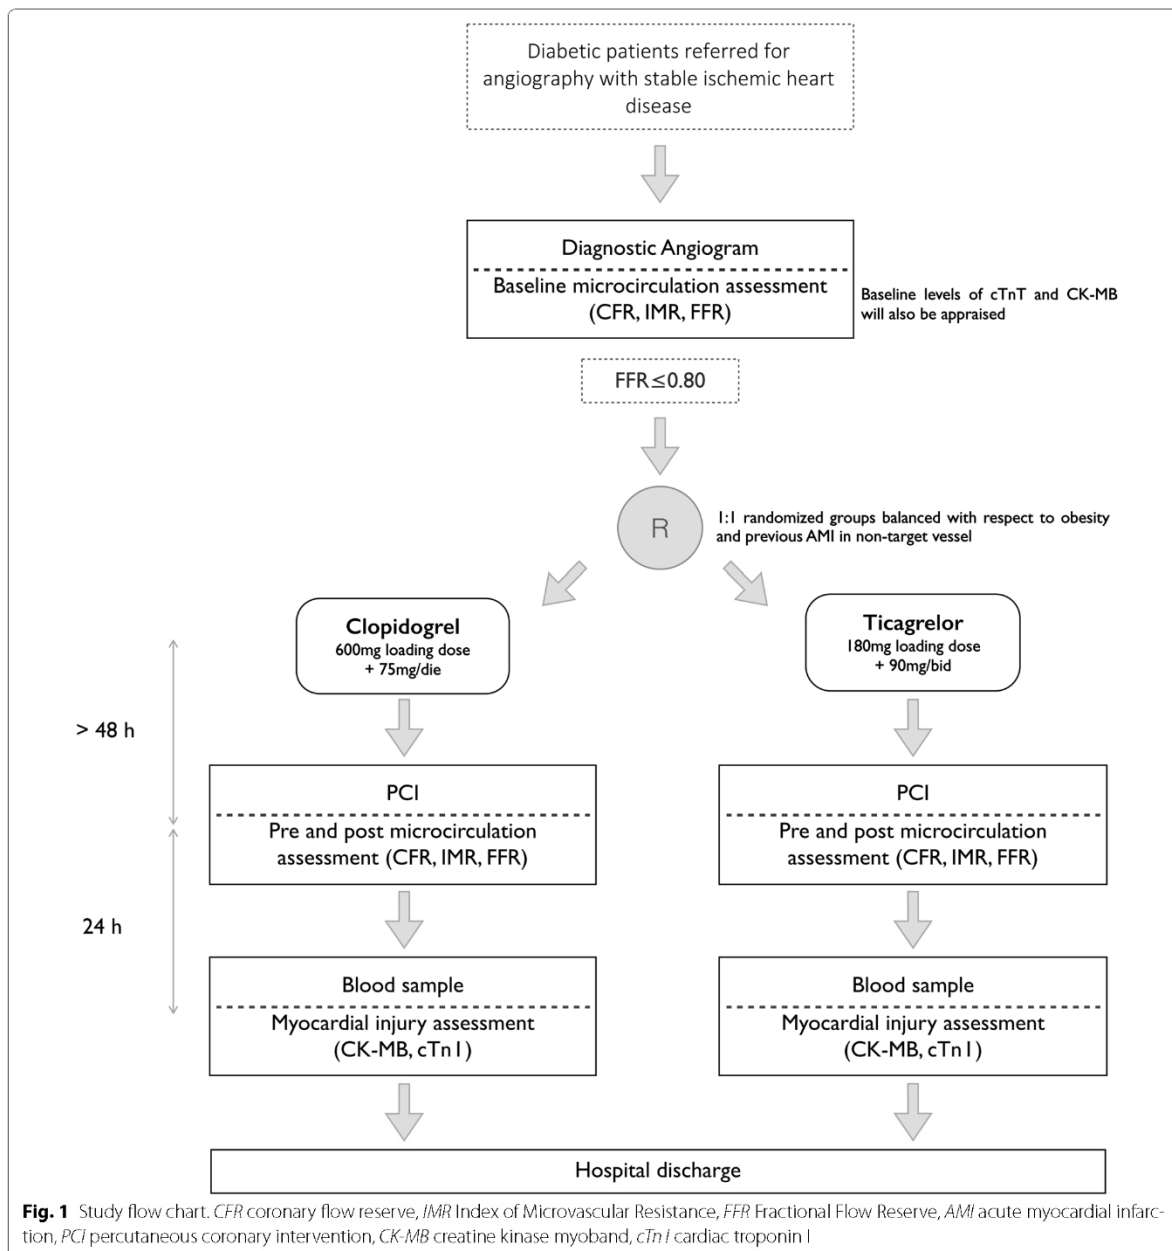 Diabetic patients referred for
angiography with stable ischemic heart
disease
Diagnostic Angiogram
Baseline microcirculation assessment
(CFR, IMR, FFR)
Baseline levels of cTnT and CK-MB
will also be appraised
FFR≤0.80
R
1:1 randomized groups balanced with respect to obesity
and previous AMI in non-target vessel
Clopidogrel
600mg loading dose
+ 75mg/die
Ticagrelor
180mg loading dose
+ 90mg/bid
> 48 h
PCI
Pre and post microcirculation
assessment (CFR, IMR, FFR)
PCI
Pre and post microcirculation
assessment (CFR, IMR, FFR)
24 h
Blood sample
Myocardial injury assessment
(CK-MB, cTn I)
Blood sample
Myocardial injury assessment
(CK-MB, cTn I)
Hospital discharge
Fig. 1 Study flow chart. CFR coronary flow reserve, IMR Index of Microvascular Resistance, FFR Fractional Flow Reserve, AMI acute myocardial infarc-
tion, PCI percutaneous coronary intervention, CK-MB creatine kinase myoband, cTn I cardiac troponin I